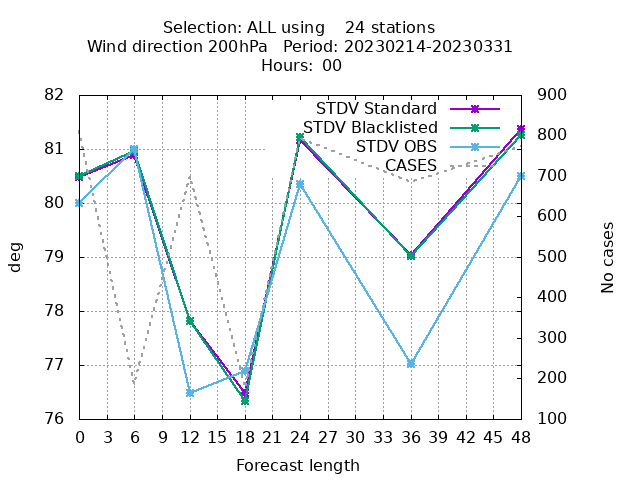 Selection: ALL using    24 stations
Wind direction 200hPa   Period: 20230214-20230331
Hours: 00
STDV Standard
STDV Blacklisted
STDV OBS
CASES
82
81
80
79
78
77
76
deg
900
800
700
600
500
400
300
200
100
No cases
0 3 6 9 12 15 18 21 24 27 30 33 36 39 42 45 48
Forecast length